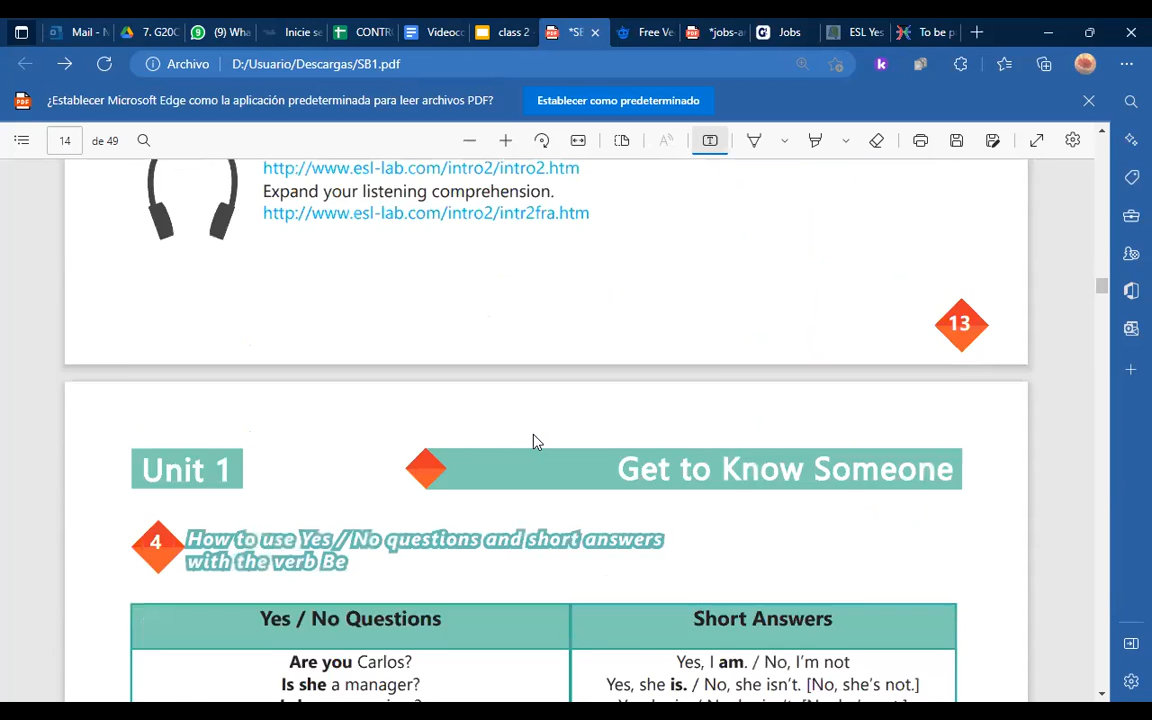 Mail - N
7. G20C
(9) Wha
Inicie se
CONTR
Videoco
class 2
*SE
Free Ve
*jobs-a
Jobs
ESL Yes
To be p
Archivo
D:/Usuario/Descargas/SB1.pdf
¿Establecer Microsoft Edge como la aplicación predeterminada para leer archivos PDF?
Establecer como predeterminado
14
de 49
http://www.esl-lab.com/intro2/intro2.htm
Expand your listening comprehension.
http://www.esl-lab.com/intro2/intr2fra.htm
13
Unit 1
Get to Know Someone
4
How to use Yes / No questions and short answers
with the verb Be
Yes / No Questions
Short Answers
Are you Carlos?
Yes, I am. / No, I'm not
Is she a manager?
Yes, she is. / No, she isn't. [No, she's not.]